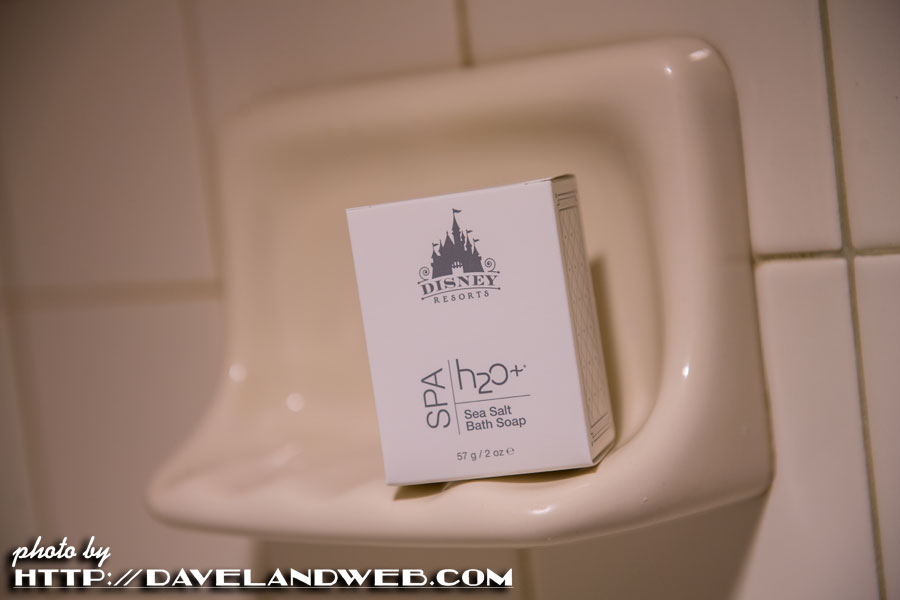 DISNEY
RESORTS
SPA
h2o+
Sea Salt
Bath Soap
57 g / 2 oz ℮
photo by
HTTP://DAVELANDWEB.COM